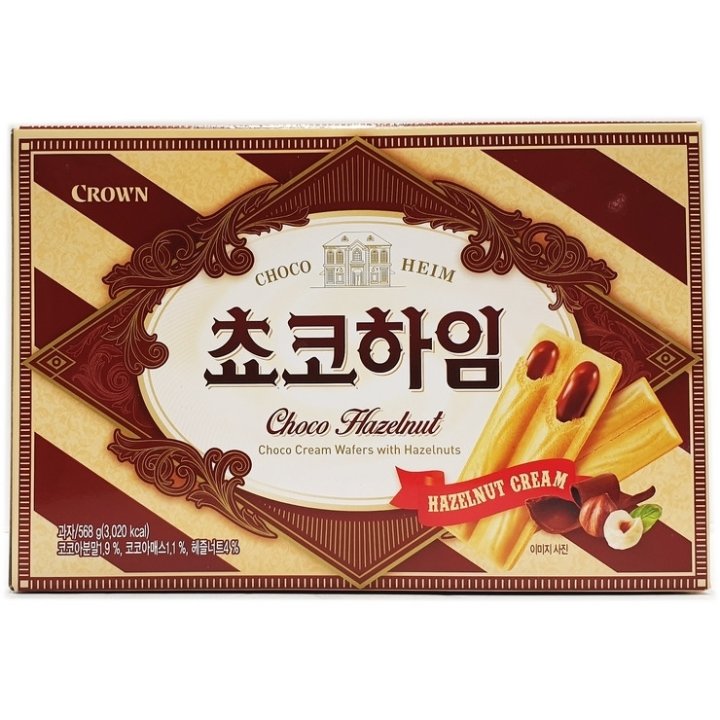 CROWN
CHOCO HEIM
쵸코하임
Choco Hazelnut
Choco Cream Wafers with Hazelnuts
HAZELNUT CREAM
과자/568 g(3,020 kcal)
코코아분말1.9 %, 코코아매스1.1 %, 헤즐너트4 %
이미지 사진